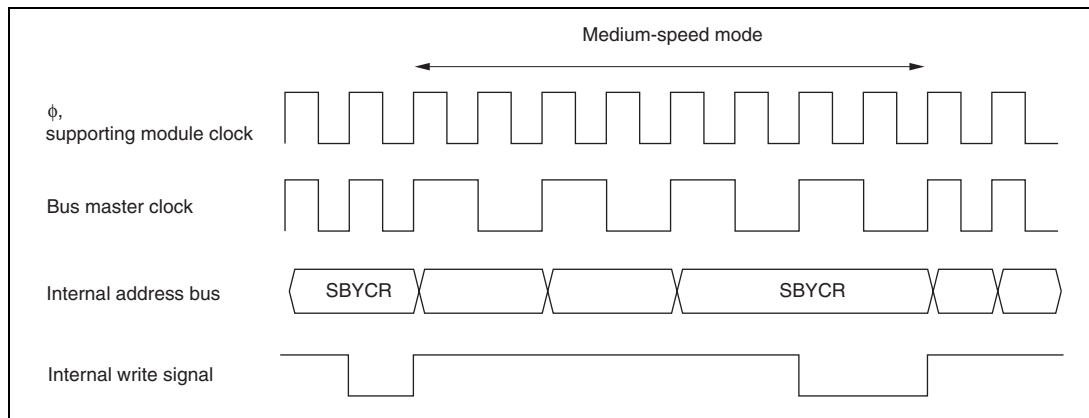 Medium-speed mode
ϕ,
supporting module clock
Bus master clock
Internal address bus
SBYCR
SBYCR
Internal write signal